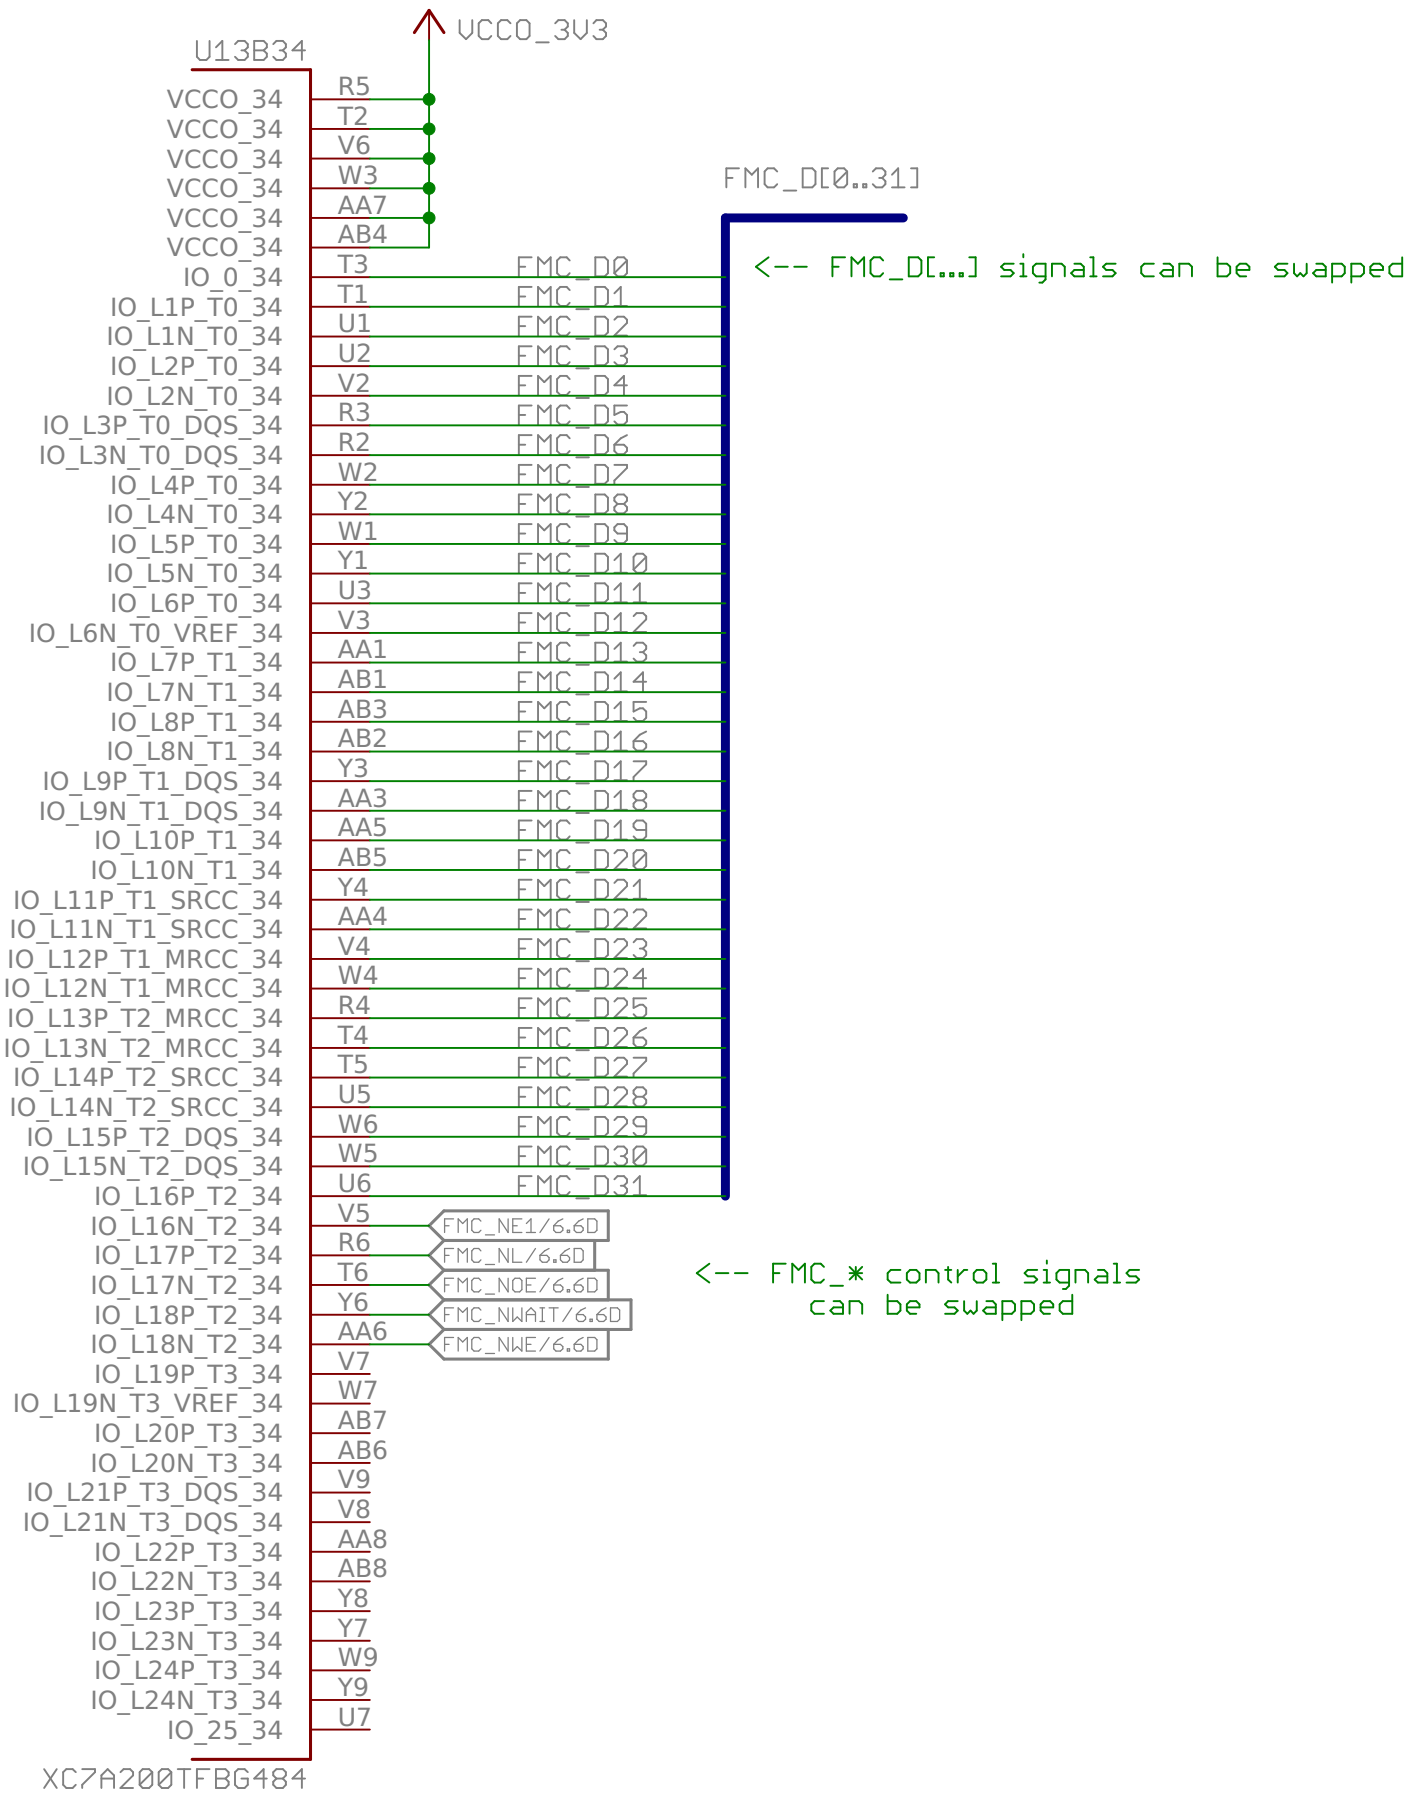 VCCO_3V3
U13B34
VCCO_34 R5
VCCO_34 T2
VCCO_34 V6
VCCO_34 W3
VCCO_34 AA7
VCCO_34 AB4
FMC_D[0..31]
<-- FMC_D[...] signals can be swapped
IO_0_34 T3 FMC_D0
IO_L1P_T0_34 T1 FMC_D1
IO_L1N_T0_34 U1 FMC_D2
IO_L2P_T0_34 U2 FMC_D3
IO_L2N_T0_34 V2 FMC_D4
IO_L3P_T0_DQS_34 R3 FMC_D5
IO_L3N_T0_DQS_34 R2 FMC_D6
IO_L4P_T0_34 W2 FMC_D7
IO_L4N_T0_34 Y2 FMC_D8
IO_L5P_T0_34 W1 FMC_D9
IO_L5N_T0_34 Y1 FMC_D10
IO_L6P_T0_34 U3 FMC_D11
IO_L6N_T0_VREF_34 V3 FMC_D12
IO_L7P_T1_34 AA1 FMC_D13
IO_L7N_T1_34 AB1 FMC_D14
IO_L8P_T1_34 AB3 FMC_D15
IO_L8N_T1_34 AB2 FMC_D16
IO_L9P_T1_DQS_34 Y3 FMC_D17
IO_L9N_T1_DQS_34 AA3 FMC_D18
IO_L10P_T1_34 AA5 FMC_D19
IO_L10N_T1_34 AB5 FMC_D20
IO_L11P_T1_SRCC_34 Y4 FMC_D21
IO_L11N_T1_SRCC_34 AA4 FMC_D22
IO_L12P_T1_MRCC_34 V4 FMC_D23
IO_L12N_T1_MRCC_34 W4 FMC_D24
IO_L13P_T2_MRCC_34 R4 FMC_D25
IO_L13N_T2_MRCC_34 T4 FMC_D26
IO_L14P_T2_SRCC_34 T5 FMC_D27
IO_L14N_T2_SRCC_34 U5 FMC_D28
IO_L15P_T2_DQS_34 W6 FMC_D29
IO_L15N_T2_DQS_34 W5 FMC_D30
IO_L16P_T2_34 U6 FMC_D31
IO_L16N_T2_34 V5 FMC_NE1/6.6D
IO_L17P_T2_34 R6 FMC_NL/6.6D
IO_L17N_T2_34 T6 FMC_NOE/6.6D
IO_L18P_T2_34 Y6 FMC_NWAIT/6.6D
IO_L18N_T2_34 AA6 FMC_NWE/6.6D
<-- FMC_* control signals
can be swapped
IO_L19P_T3_34 V7
IO_L19N_T3_VREF_34 W7
IO_L20P_T3_34 AB7
IO_L20N_T3_34 AB6
IO_L21P_T3_DQS_34 V9
IO_L21N_T3_DQS_34 V8
IO_L22P_T3_34 AA8
IO_L22N_T3_34 AB8
IO_L23P_T3_34 Y8
IO_L23N_T3_34 Y7
IO_L24P_T3_34 W9
IO_L24N_T3_34 Y9
IO_25_34 U7
XC7A200TFBG484